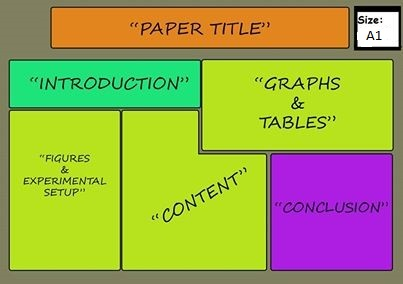 “PAPER TITLE”
Size:
A1
“INTRODUCTION”
“GRAPHS
&
TABLES”
“FIGURES
&
EXPERIMENTAL
SETUP”
“CONTENT”
“CONCLUSION”